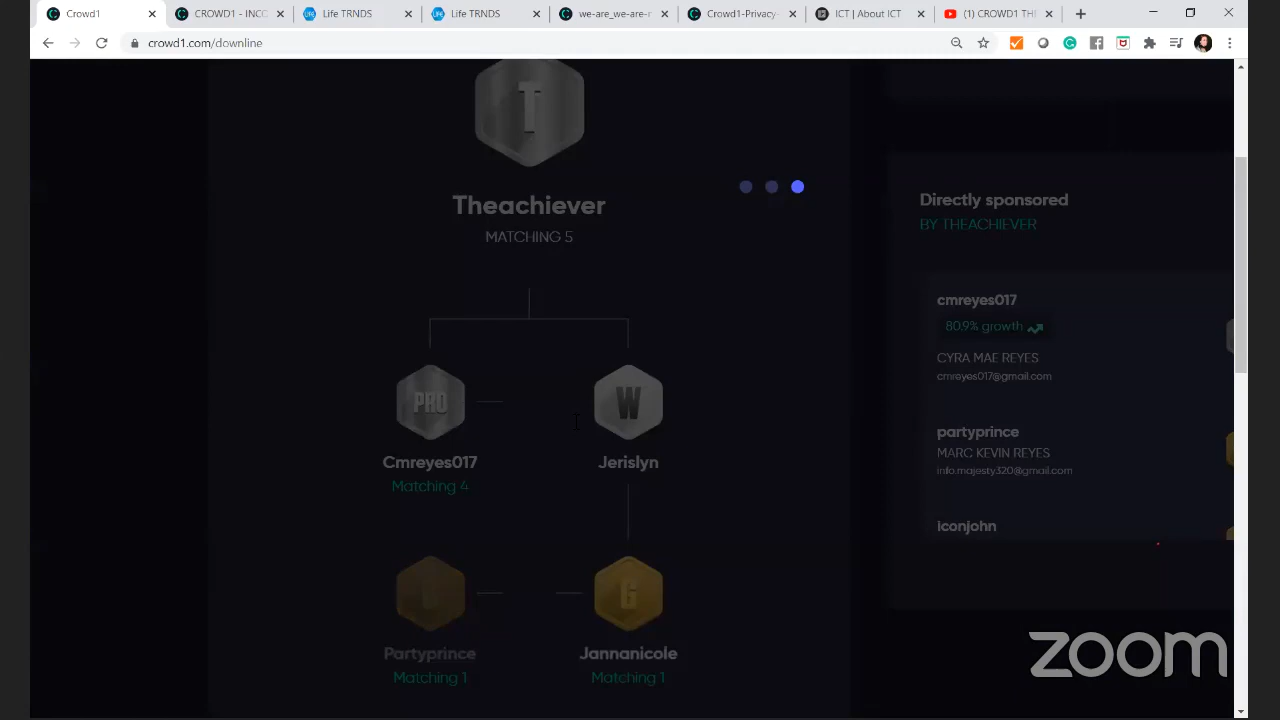 Crowd1
CROWD1 - INCC
Life TRNDS
Life TRNDS
we-are_we-are-r
Crowd1-privacy-
ICT | About ICT
(1) CROWD1 THE
crowd1.com/downline
T
Theachiever
MATCHING 5
Directly sponsored
BY THEACHIEVER
cmreyes017
80,9% growth
CYRA MAE REYES
cmreyes017@gmail.com
PRO
W
Cmreyes017
Jerislyn
Matching 4
partyprince
MARC KEVIN REYES
info.majesty320@gmail.com
iconjohn
G
Partyprince
Jannanicole
Matching 1
Matching 1
zoom